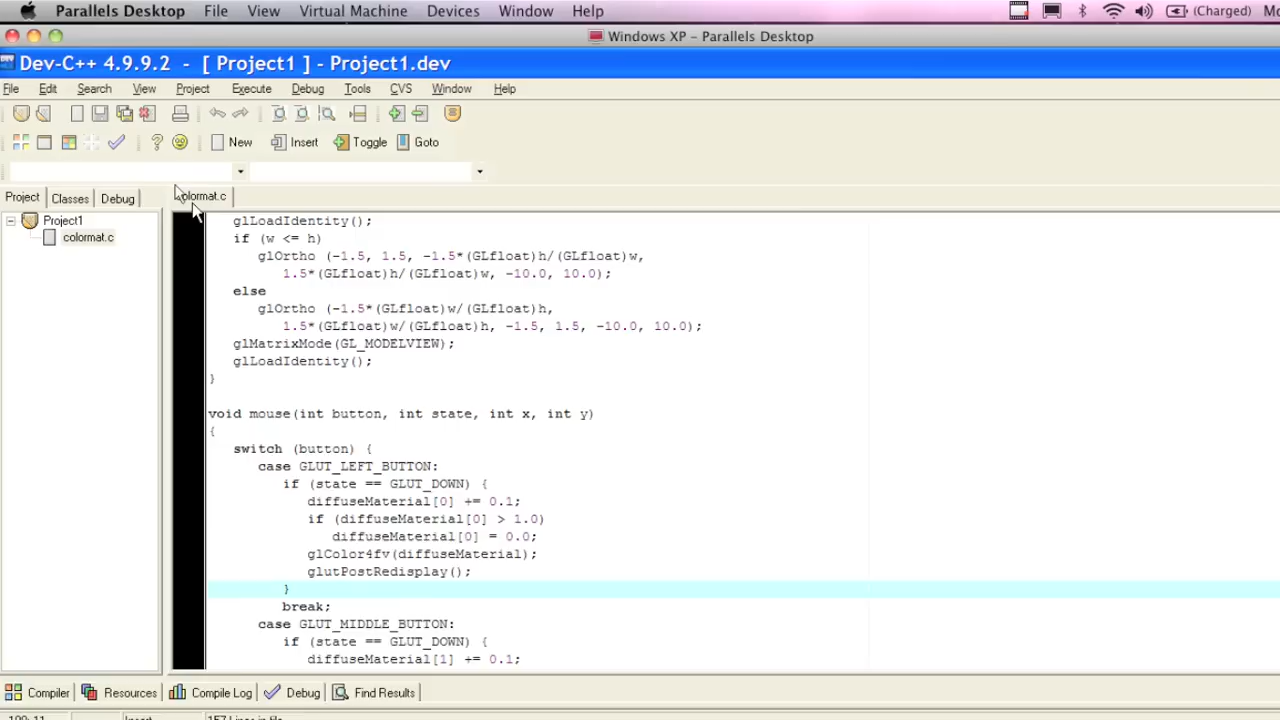 Parallels Desktop File View Virtual Machine Devices Window Help (Charged)
Windows XP - Parallels Desktop
Dev-C++ 4.9.9.2 - [ Project1 ] - Project1.dev
File Edit Search View Project Execute Debug Tools CVS Window Help
New Insert Toggle Goto
Project Classes Debug colormat.c
Project1
colormat.c
glLoadIdentity();
if (w <= h)
glOrtho (-1.5, 1.5, -1.5*(GLfloat)h/(GLfloat)w,
1.5*(GLfloat)h/(GLfloat)w, -10.0, 10.0);
else
glOrtho (-1.5*(GLfloat)w/(GLfloat)h,
1.5*(GLfloat)w/(GLfloat)h, -1.5, 1.5, -10.0, 10.0);
glMatrixMode(GL_MODELVIEW);
glLoadIdentity();
}
void mouse(int button, int state, int x, int y)
{
switch (button) {
case GLUT_LEFT_BUTTON:
if (state == GLUT_DOWN) {
diffuseMaterial[0] += 0.1;
if (diffuseMaterial[0] > 1.0)
diffuseMaterial[0] = 0.0;
glColor4fv(diffuseMaterial);
glutPostRedisplay();
}
break;
case GLUT_MIDDLE_BUTTON:
if (state == GLUT_DOWN) {
diffuseMaterial[1] += 0.1;
Compiler Resources Compile Log Debug Find Results